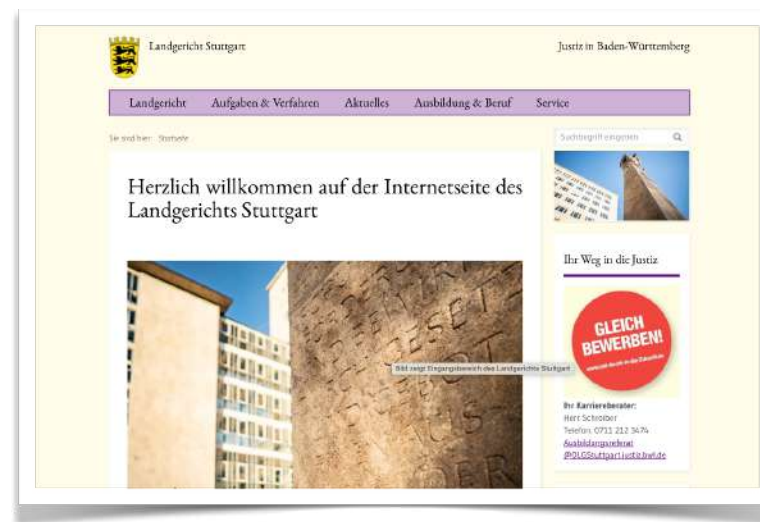 Landgericht Stuttgart
Justiz in Baden-Württemberg
Landgericht Aufgaben & Verfahren Aktuelles Ausbildung & Beruf Service
Sie sind hier: Startseite
Suchbegriff eingeben
Herzlich willkommen auf der Internetseite des
Landgerichts Stuttgart
Bild zeigt Eingangsbereich des Landgerichts Stuttgart
Ihr Weg in die Justiz
GLEICH
BEWERBEN!
Ihr Karriereberater:
Herr Schreiber
Telefon: 0711 212 3474
Ausbildungsreferat
@OLGStuttgart.justiz.bwl.de